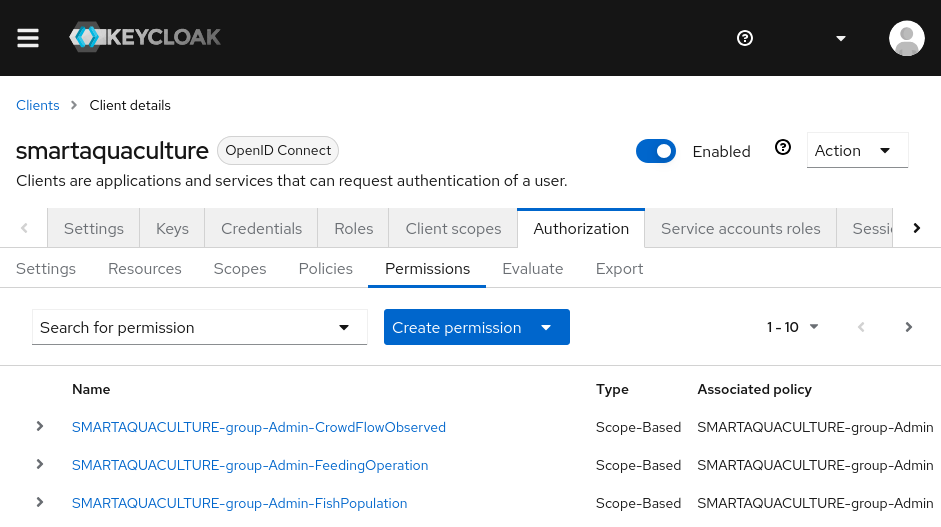 KEYCLOAK
Clients > Client details
smartaquaculture OpenID Connect Enabled Action
Clients are applications and services that can request authentication of a user.
Settings Keys Credentials Roles Client scopes Authorization Service accounts roles Sessi
Settings Resources Scopes Policies Permissions Evaluate Export
Search for permission Create permission 1 - 10
Name Type Associated policy
SMARTAQUACULTURE-group-Admin-CrowdFlowObserved Scope-Based SMARTAQUACULTURE-group-Admin
SMARTAQUACULTURE-group-Admin-FeedingOperation Scope-Based SMARTAQUACULTURE-group-Admin
SMARTAQUACULTURE-group-Admin-FishPopulation Scope-Based SMARTAQUACULTURE-group-Admin